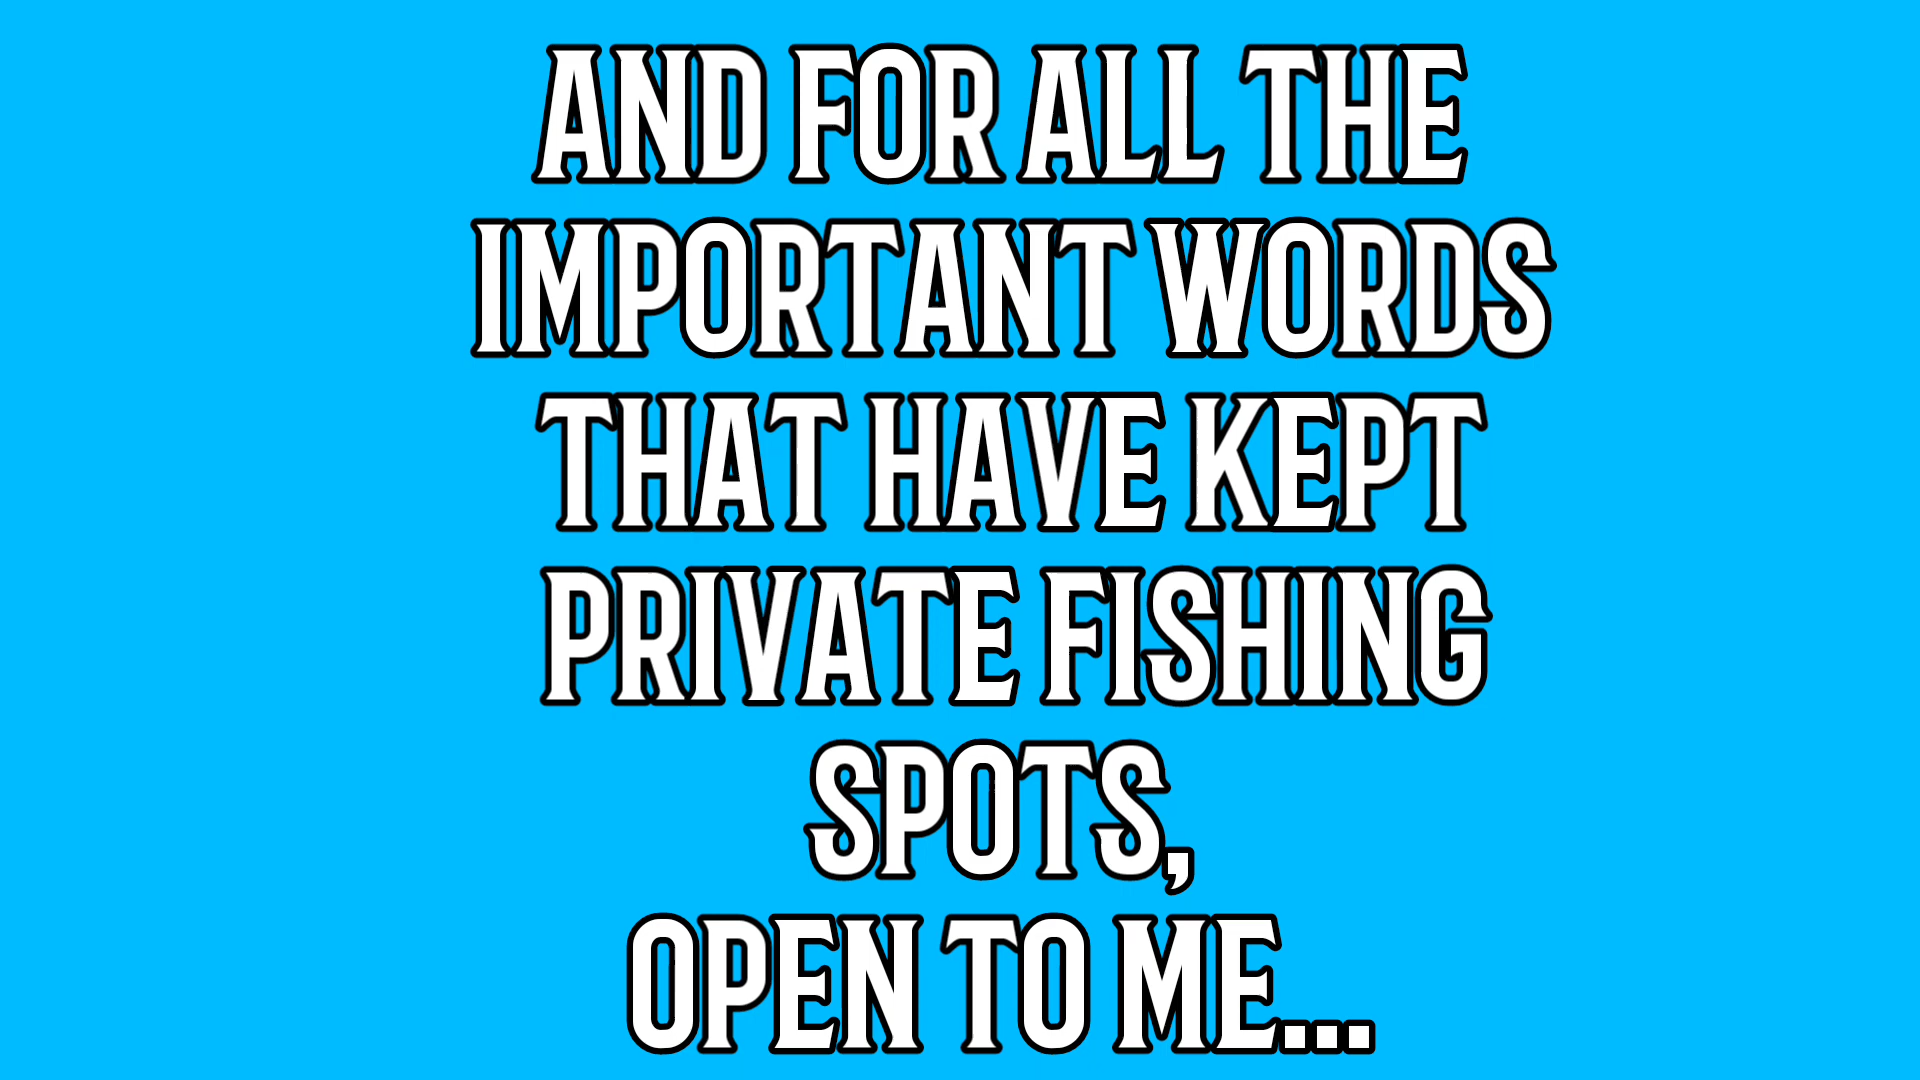 AND FOR ALL THE
IMPORTANT WORDS
THAT HAVE KEPT
PRIVATE FISHING
SPOTS,
OPEN TO ME...